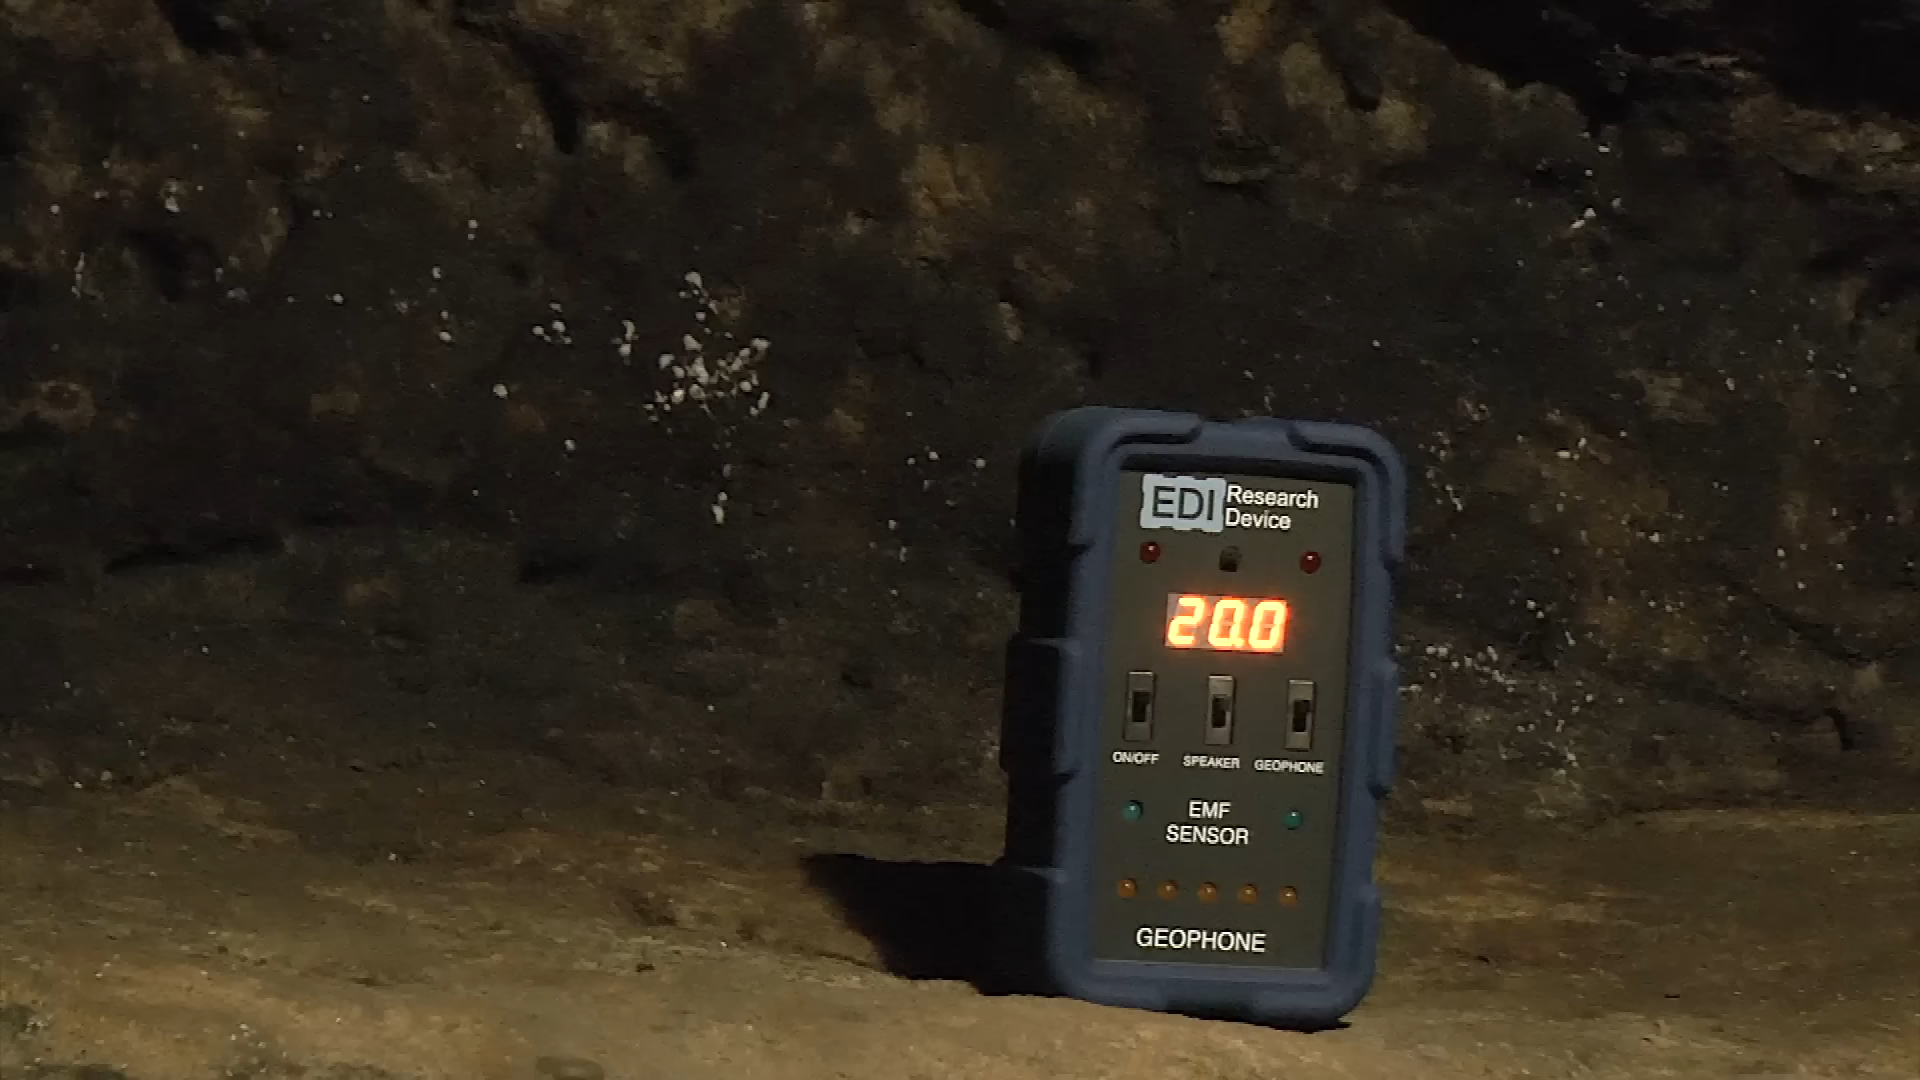 EDI Research
Device
20.0
ON/OFF SPEAKER GEOPHONE
EMF
SENSOR
GEOPHONE